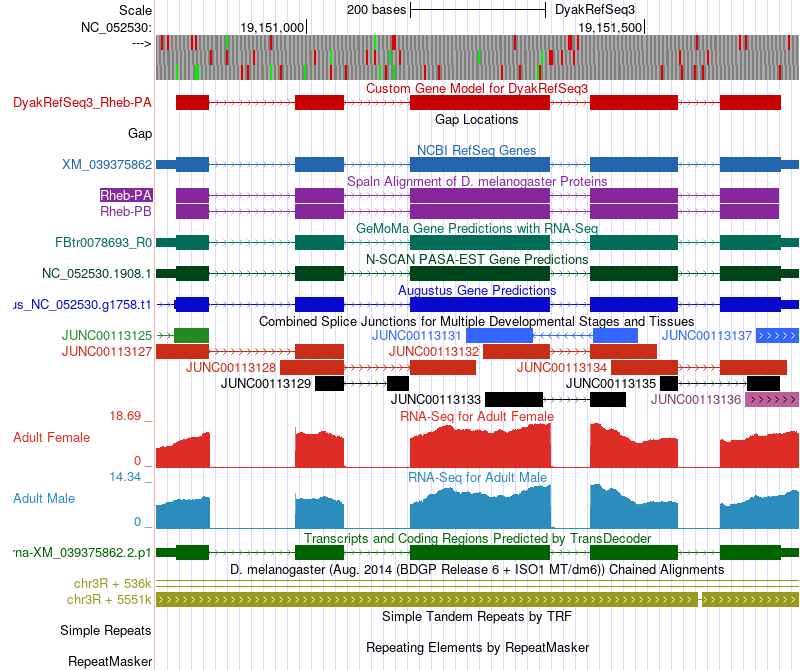 Scale 200 bases DyakRefSeq3
NC_052530: 19,151,000 19,151,500
--->
Custom Gene Model for DyakRefSeq3
DyakRefSeq3_Rheb-PA
Gap Locations
Gap
NCBI RefSeq Genes
XM_039375862
Spaln Alignment of D. melanogaster Proteins
Rheb-PA
Rheb-PB
GeMoMa Gene Predictions with RNA-Seq
FBtr0078693_R0
N-SCAN PASA-EST Gene Predictions
NC_052530.1908.1
Augustus Gene Predictions
us_NC_052530.g1758.t1
Combined Splice Junctions for Multiple Developmental Stages and Tissues
JUNC00113125 JUNC00113131 JUNC00113137
JUNC00113127 JUNC00113132
JUNC00113128 JUNC00113134
JUNC00113129 JUNC00113135
JUNC00113133 JUNC00113136
18.69 _ RNA-Seq for Adult Female
Adult Female
0 _
14.34 _ RNA-Seq for Adult Male
Adult Male
0 _
Transcripts and Coding Regions Predicted by TransDecoder
rna-XM_039375862.2.p1
D. melanogaster (Aug. 2014 (BDGP Release 6 + ISO1 MT/dm6)) Chained Alignments
chr3R + 536k
chr3R + 5551k
Simple Tandem Repeats by TRF
Simple Repeats
Repeating Elements by RepeatMasker
RepeatMasker